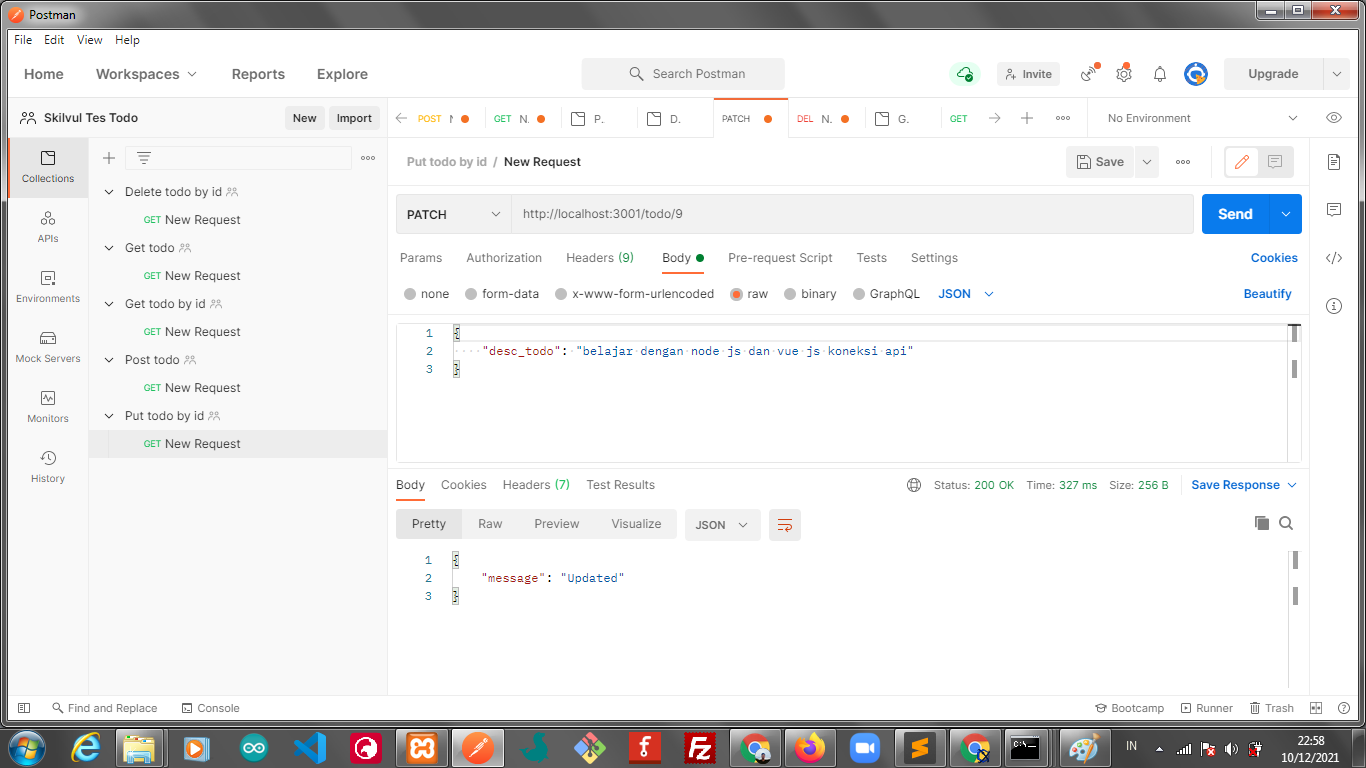 Postman
File Edit View Help
Home Workspaces Reports Explore Search Postman Invite Upgrade
Skilvul Tes Todo New Import POST GET N. P. D. PATCH DEL N. G. GET No Environment
Collections
APIs
Environments
Mock Servers
Monitors
History
Delete todo by id
GET New Request
Get todo
GET New Request
Get todo by id
GET New Request
Post todo
GET New Request
Put todo by id
GET New Request
Put todo by id / New Request Save
PATCH http://localhost:3001/todo/9 Send
Params Authorization Headers (9) Body Pre-request Script Tests Settings Cookies
none form-data x-www-form-urlencoded raw binary GraphQL JSON Beautify
1 {
2 "desc_todo": "belajar dengan node js dan vue js koneksi api"
3 }
Body Cookies Headers (7) Test Results Status: 200 OK Time: 327 ms Size: 256 B Save Response
Pretty Raw Preview Visualize JSON
1 {
2 "message": "Updated"
3 }
Find and Replace Console Bootcamp Runner Trash
IN 22:58
10/12/2021